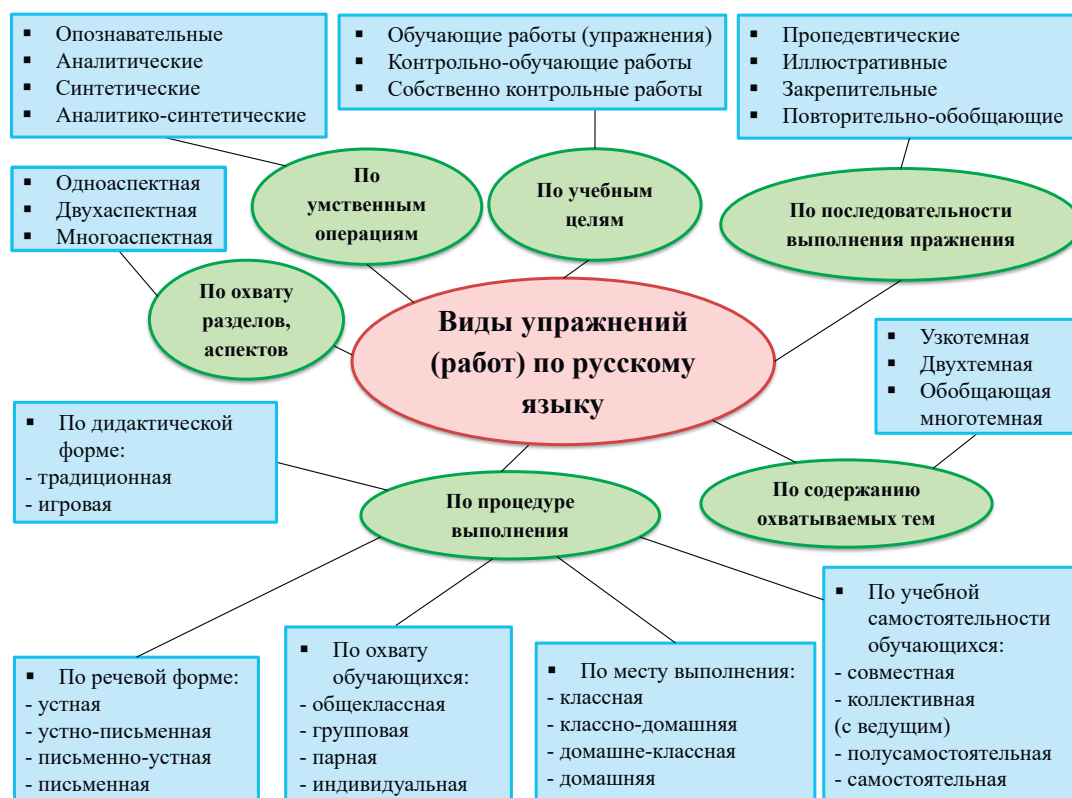 ▪ Опознавательные
▪ Аналитические
▪ Синтетические
▪ Аналитико-синтетические
▪ Обучающие работы (упражнения)
▪ Контрольно-обучающие работы
▪ Собственно контрольные работы
▪ Пропедевтические
▪ Иллюстративные
▪ Закрепительные
▪ Повторительно-обобщающие
▪ Одноаспектная
▪ Двухаспектная
▪ Многоаспектная
По
умственным
операциям
По учебным
целям
По последовательности
выполнения пражнения
По охвату
разделов,
аспектов
Виды упражнений
(работ) по русскому
языку
▪ Узкотемная
▪ Двухтемная
▪ Обобщающая
многотемная
▪ По дидактической
форме:
- традиционная
- игровая
По процедуре
выполнения
По содержанию
охватываемых тем
▪ По речевой форме:
- устная
- устно-письменная
- письменно-устная
- письменная
▪ По охвату
обучающихся:
- общеклассная
- групповая
- парная
- индивидуальная
▪ По месту выполнения:
- классная
- классно-домашняя
- домашне-классная
- домашняя
▪ По учебной
самостоятельности
обучающихся:
- совместная
- коллективная
(с ведущим)
- полусамостоятельная
- самостоятельная